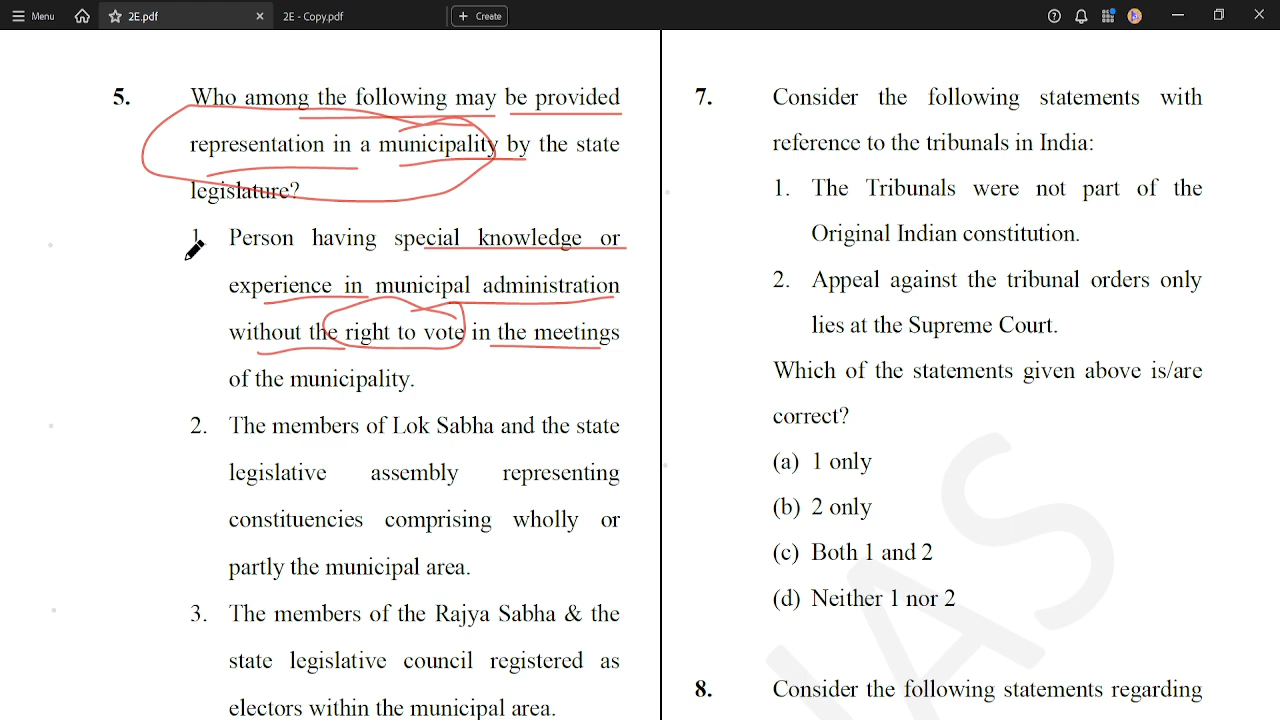 Menu
2E.pdf
2E - Copy.pdf
Create
5. Who among the following may be provided
representation in a municipality by the state
legislature?
1. Person having special knowledge or
experience in municipal administration
without the right to vote in the meetings
of the municipality.
2. The members of Lok Sabha and the state
legislative assembly representing
constituencies comprising wholly or
partly the municipal area.
3. The members of the Rajya Sabha & the
state legislative council registered as
electors within the municipal area.
7. Consider the following statements with
reference to the tribunals in India:
1. The Tribunals were not part of the
Original Indian constitution.
2. Appeal against the tribunal orders only
lies at the Supreme Court.
Which of the statements given above is/are
correct?
(a) 1 only
(b) 2 only
(c) Both 1 and 2
(d) Neither 1 nor 2
8. Consider the following statements regarding
IAS